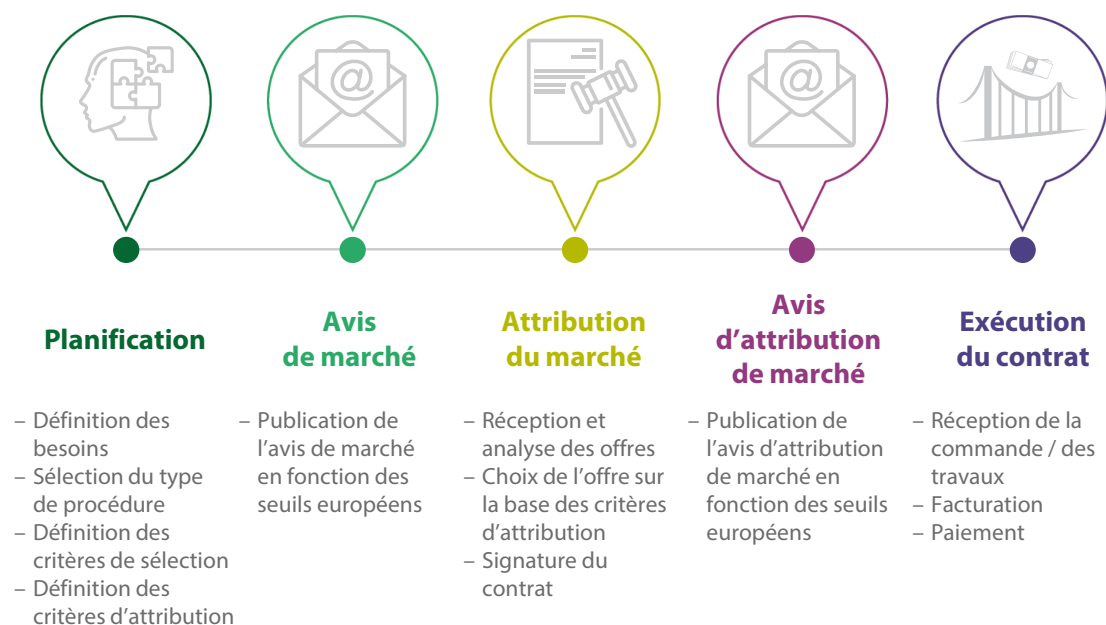 @
@
Planification
Avis
de marché
Attribution
du marché
Avis
d’attribution
de marché
Exécution
du contrat
– Définition des
besoins
– Sélection du type
de procédure
– Définition des
critères de sélection
– Définition des
critères d’attribution
– Publication de
l’avis de marché
en fonction des
seuils européens
– Réception et
analyse des offres
– Choix de l’offre sur
la base des critères
d’attribution
– Signature du
contrat
– Publication de
l’avis d’attribution
de marché en
fonction des seuils
européens
– Réception de la
commande / des
travaux
– Facturation
– Paiement